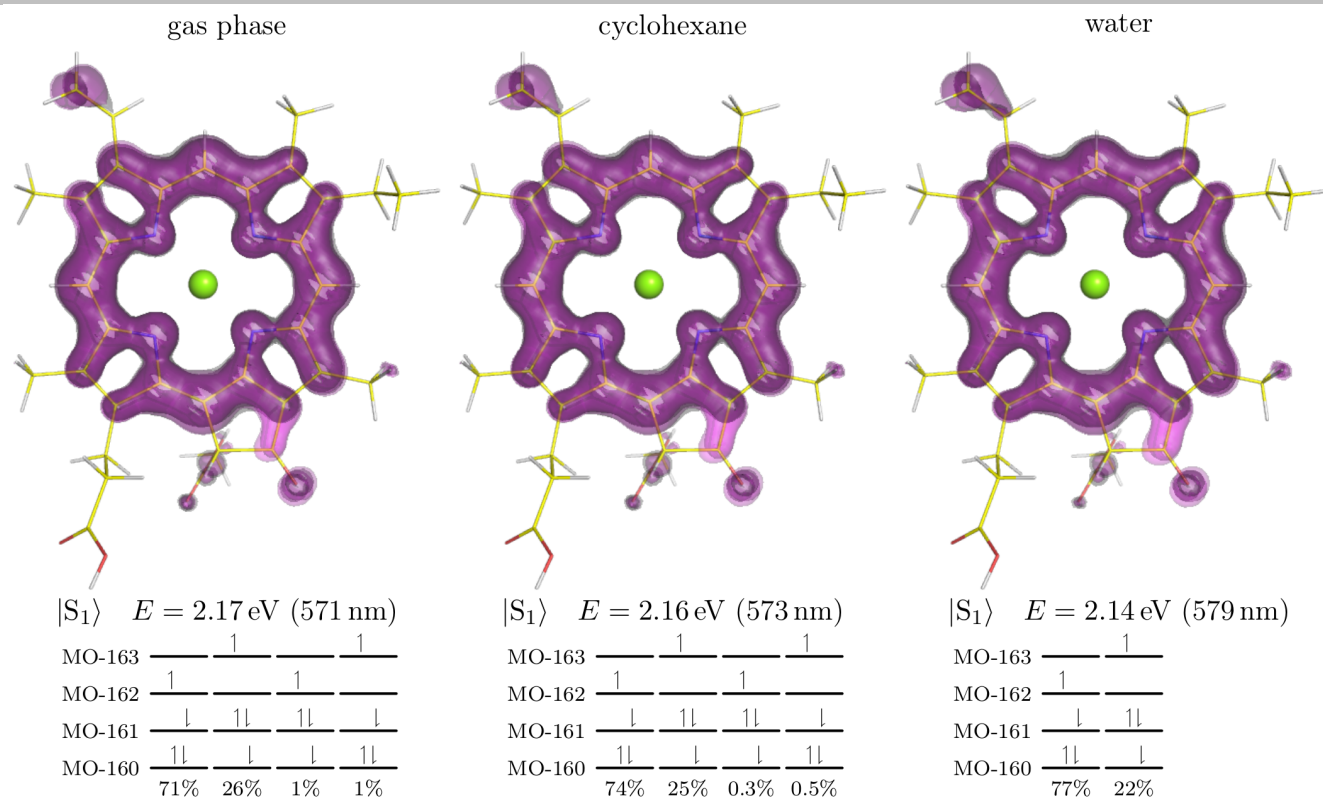 gas phase cyclohexane water
|S₁⟩ E = 2.17 eV (571 nm) |S₁⟩ E = 2.16 eV (573 nm) |S₁⟩ E = 2.14 eV (579 nm)
MO-163 ↿ ↿ MO-163 ↿ ↿ MO-163 ↿
MO-162 ↿ ↿ MO-162 ↿ ↿ MO-162 ↿
MO-161 ⇂ ↿⇂ ↿⇂ ⇂ MO-161 ⇂ ↿⇂ ↿⇂ ⇂ MO-161 ⇂ ↿⇂
MO-160 ↿⇂ ⇂ ⇂ ↿⇂ MO-160 ↿⇂ ⇂ ⇂ ↿⇂ MO-160 ↿⇂ ⇂
71% 26% 1% 1% 74% 25% 0.3% 0.5% 77% 22%